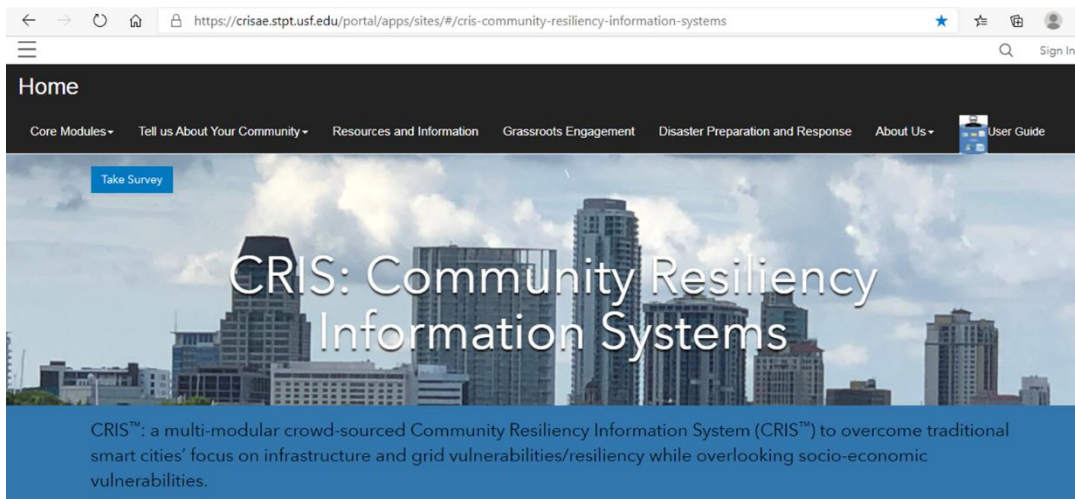 https://crisae.stpt.usf.edu/portal/apps/sites/#/cris-community-resiliency-information-systems
Sign In
Home
Core Modules Tell us About Your Community Resources and Information Grassroots Engagement Disaster Preparation and Response About Us User Guide
Take Survey
CRIS: Community Resiliency
Information Systems
CRIS™: a multi-modular crowd-sourced Community Resiliency Information System (CRIS™) to overcome traditional
smart cities' focus on infrastructure and grid vulnerabilities/resiliency while overlooking socio-economic
vulnerabilities.